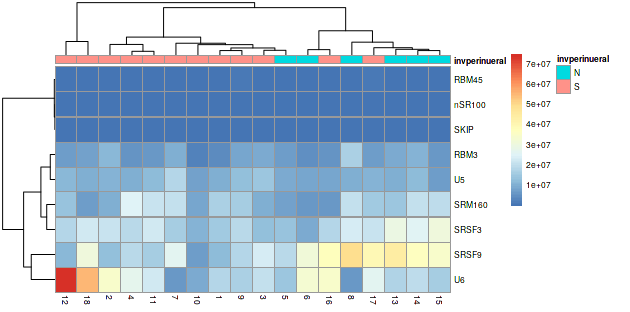 invperinueral
RBM45
nSR100
SKIP
RBM3
U5
SRM160
SRSF3
SRSF9
U6
12 18 2 4 11 7 10 1 9 3 5 6 16 8 17 13 14 15
7e+07
6e+07
5e+07
4e+07
3e+07
2e+07
1e+07
invperinueral
N
S